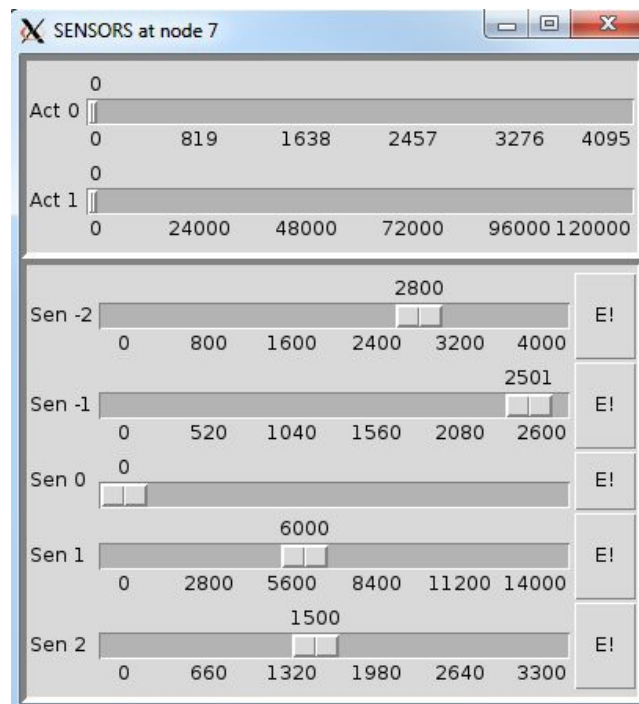 SENSORS at node 7
0
Act 0
0 819 1638 2457 3276 4095
0
Act 1
0 24000 48000 72000 96000 120000
2800
Sen -2 E!
0 800 1600 2400 3200 4000
2501
Sen -1 E!
0 520 1040 1560 2080 2600
0
Sen 0 E!
6000
Sen 1 E!
0 2800 5600 8400 11200 14000
1500
Sen 2 E!
0 660 1320 1980 2640 3300